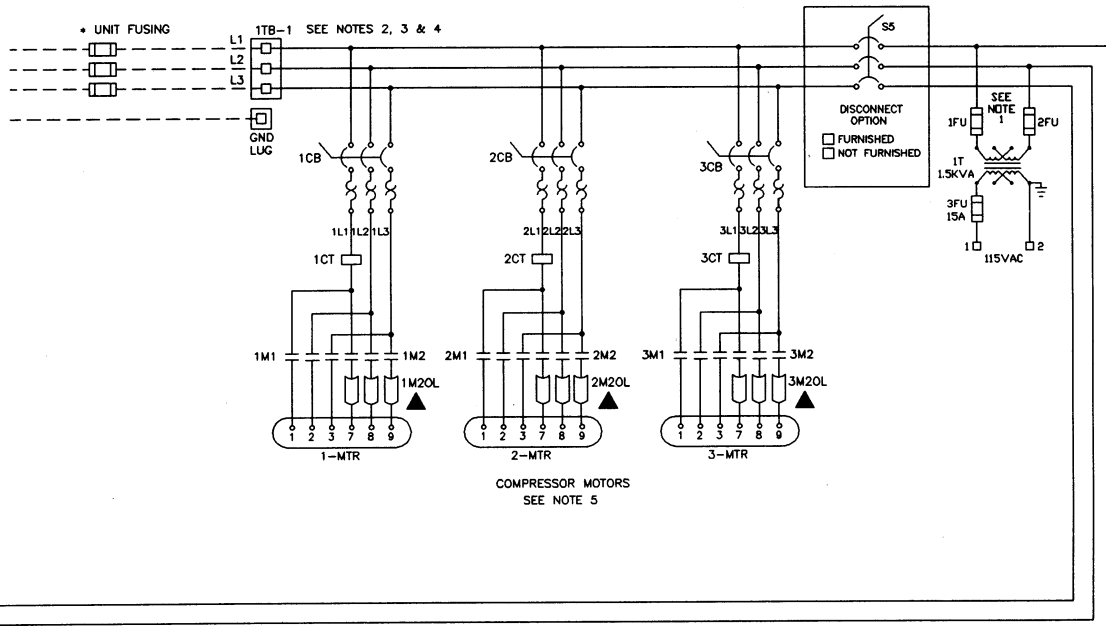 * UNIT FUSING
1TB-1 SEE NOTES 2, 3 & 4
L1
L2
L3
GND
LUG
S5
DISCONNECT
OPTION
FURNISHED
NOT FURNISHED
SEE
NOTE
1
1FU
2FU
1T
1.5KVA
3FU
15A
1
2
115VAC
1CB
2CB
3CB
1L1 1L2 1L3
2L1 2L2 2L3
3L1 3L2 3L3
1CT
2CT
3CT
1M1
1M2
2M1
2M2
3M1
3M2
1M2OL
2M2OL
3M2OL
1 2 3 7 8 9
1 2 3 7 8 9
1 2 3 7 8 9
1-MTR
2-MTR
3-MTR
COMPRESSOR MOTORS
SEE NOTE 5